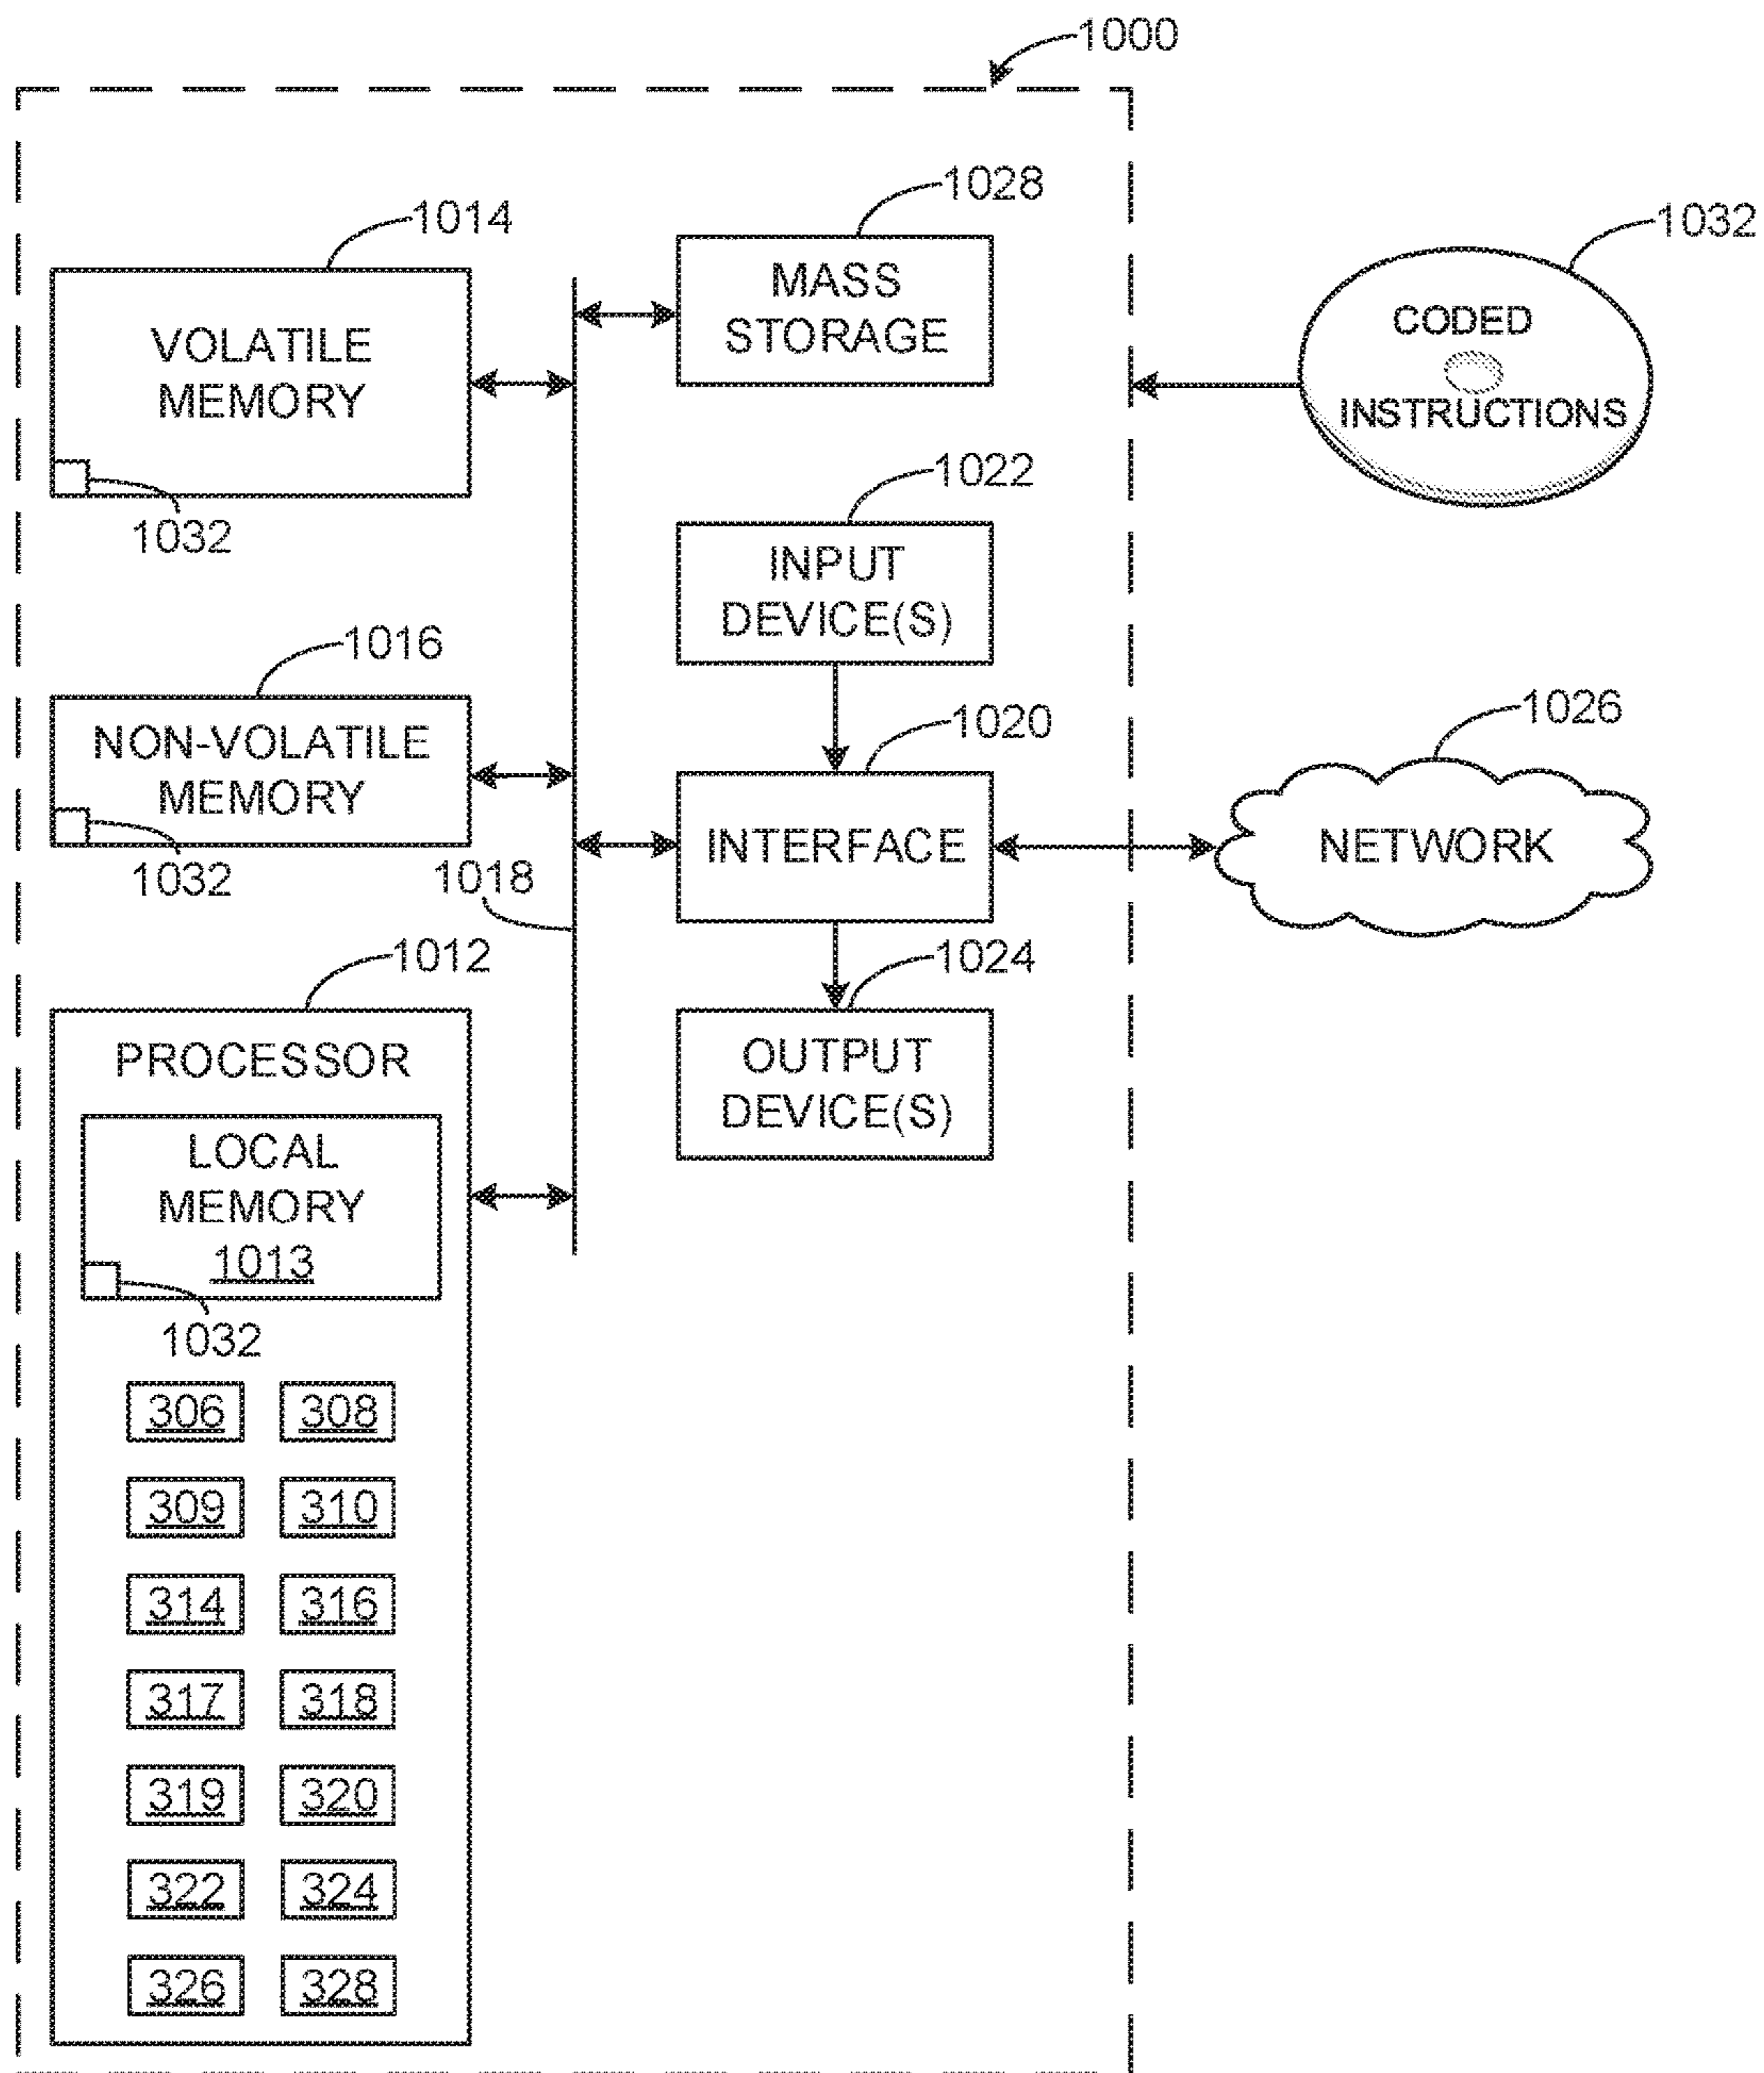 1000
1028
1014
1032
MASS
STORAGE
VOLATILE
MEMORY
CODED
INSTRUCTIONS
1022
1032
INPUT
DEVICE(S)
1016
1020
1026
NON-VOLATILE
MEMORY
INTERFACE
NETWORK
1032
1018
1012
1024
PROCESSOR
OUTPUT
DEVICE(S)
LOCAL
MEMORY
1013
1032
306 308
309 310
314 316
317 318
319 320
322 324
326 328